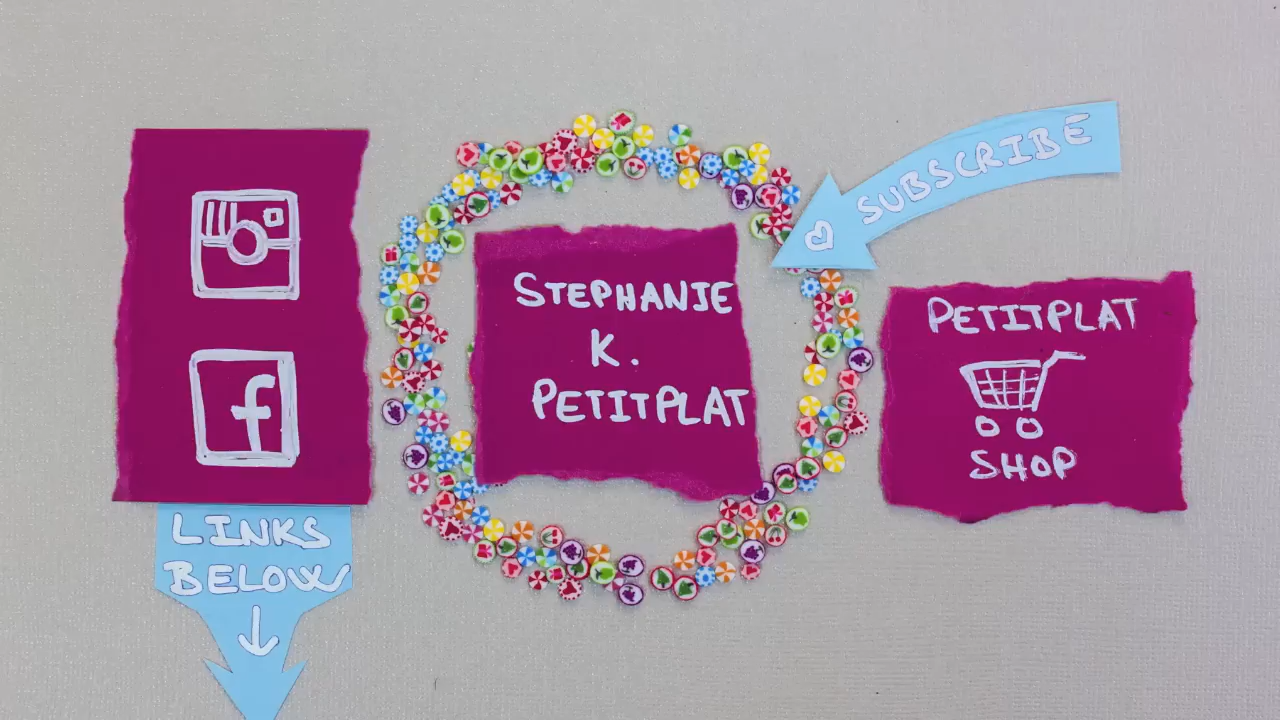 f
LINKS
BELOW
STEPHANIE
K.
PETITPLAT
SUBSCRIBE
PETITPLAT
SHOP